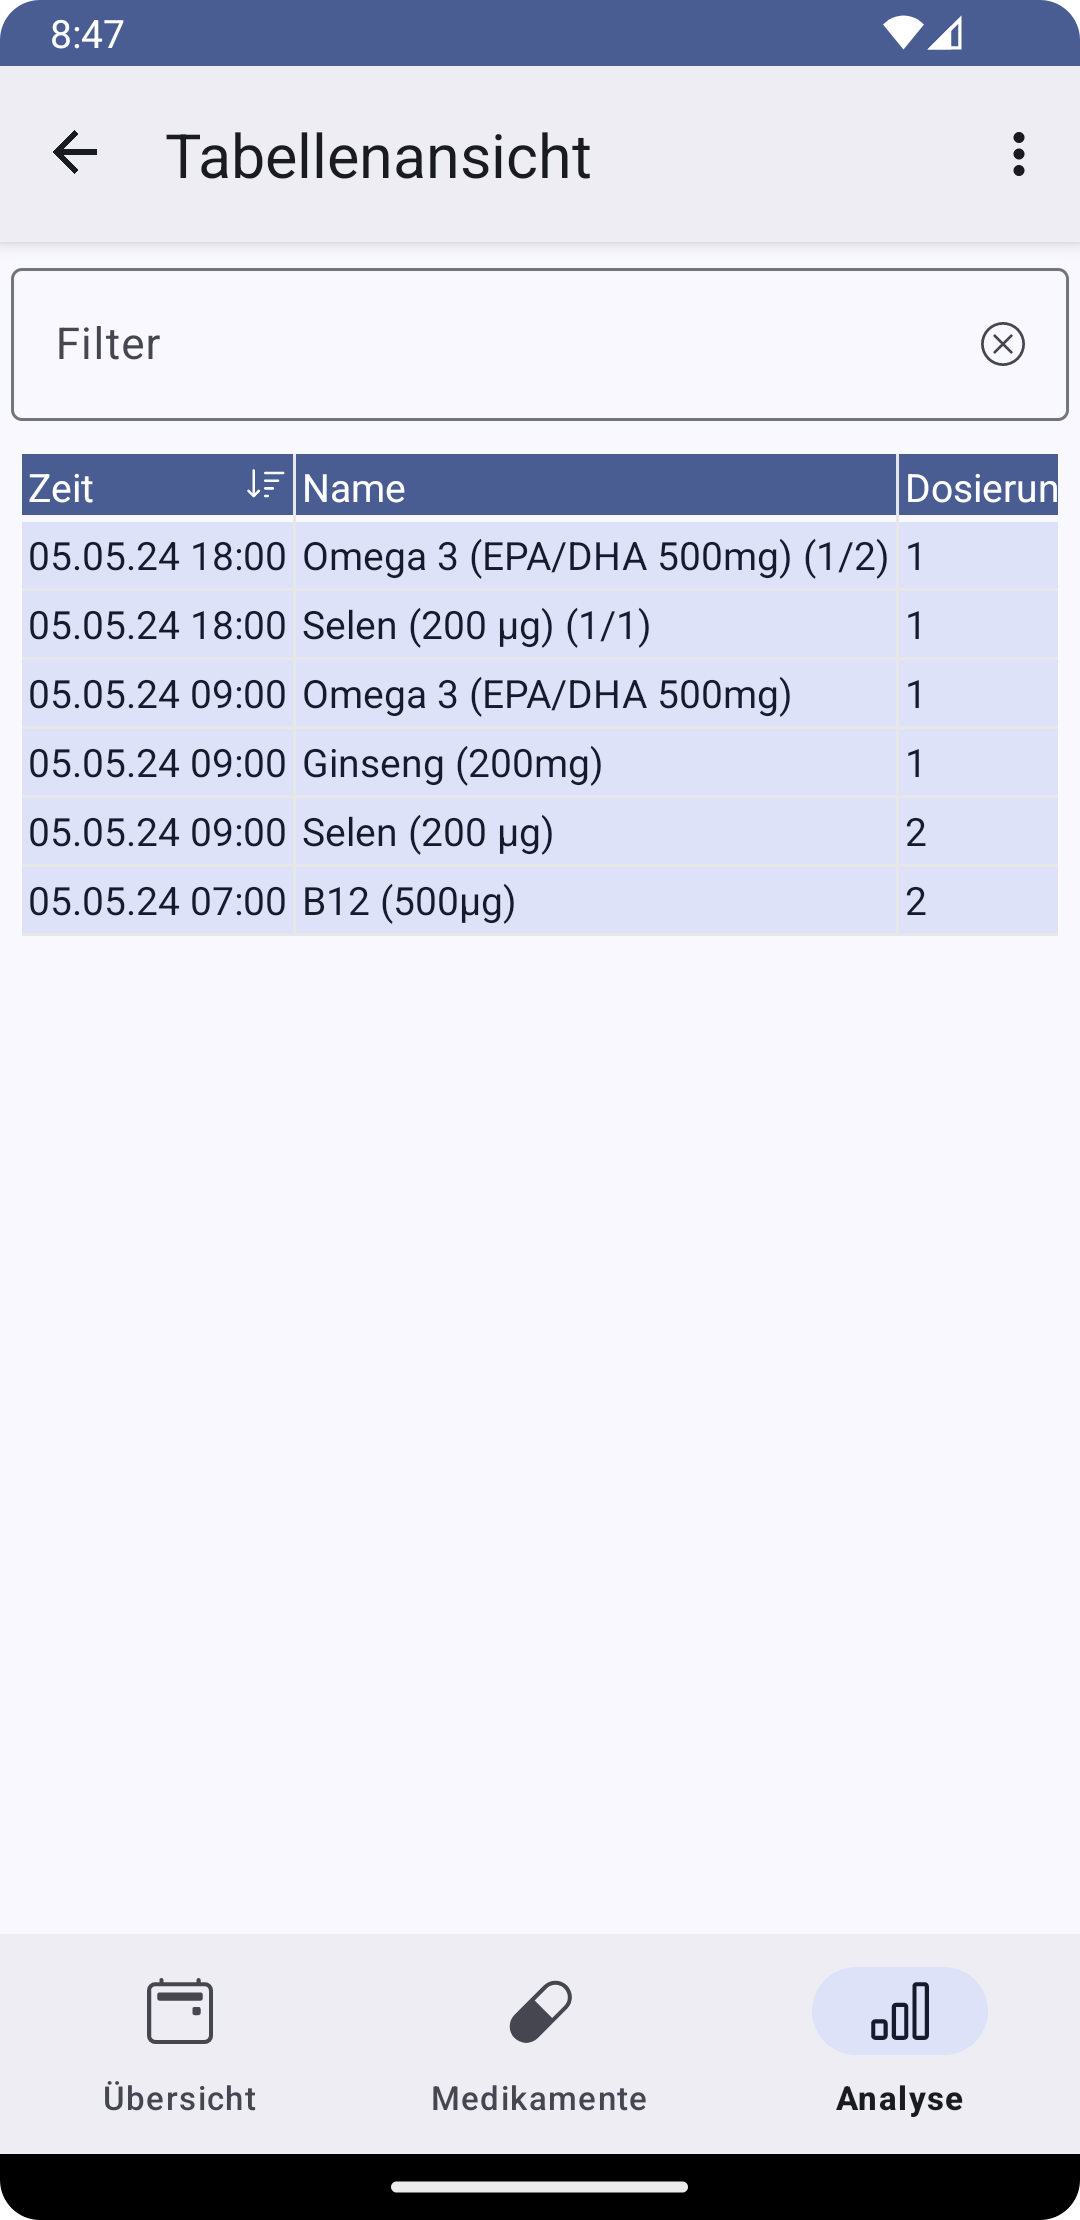 8:47
Tabellenansicht
Filter
Zeit Name Dosierun
05.05.24 18:00 Omega 3 (EPA/DHA 500mg) (1/2) 1
05.05.24 18:00 Selen (200 µg) (1/1) 1
05.05.24 09:00 Omega 3 (EPA/DHA 500mg) 1
05.05.24 09:00 Ginseng (200mg) 1
05.05.24 09:00 Selen (200 µg) 2
05.05.24 07:00 B12 (500µg) 2
Übersicht Medikamente Analyse